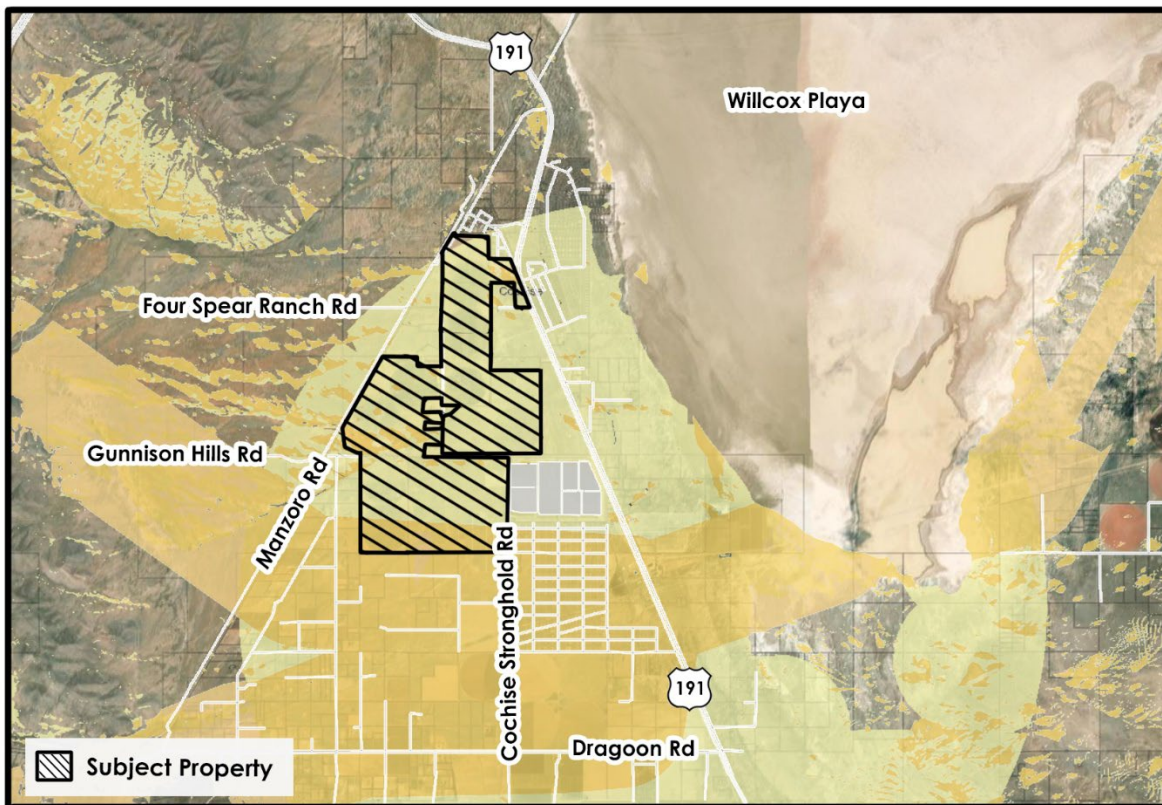 191
Willcox Playa
Four Spear Ranch Rd
Gunnison Hills Rd
Manzoro Rd
Cochise Stronghold Rd
191
Dragoon Rd
Subject Property